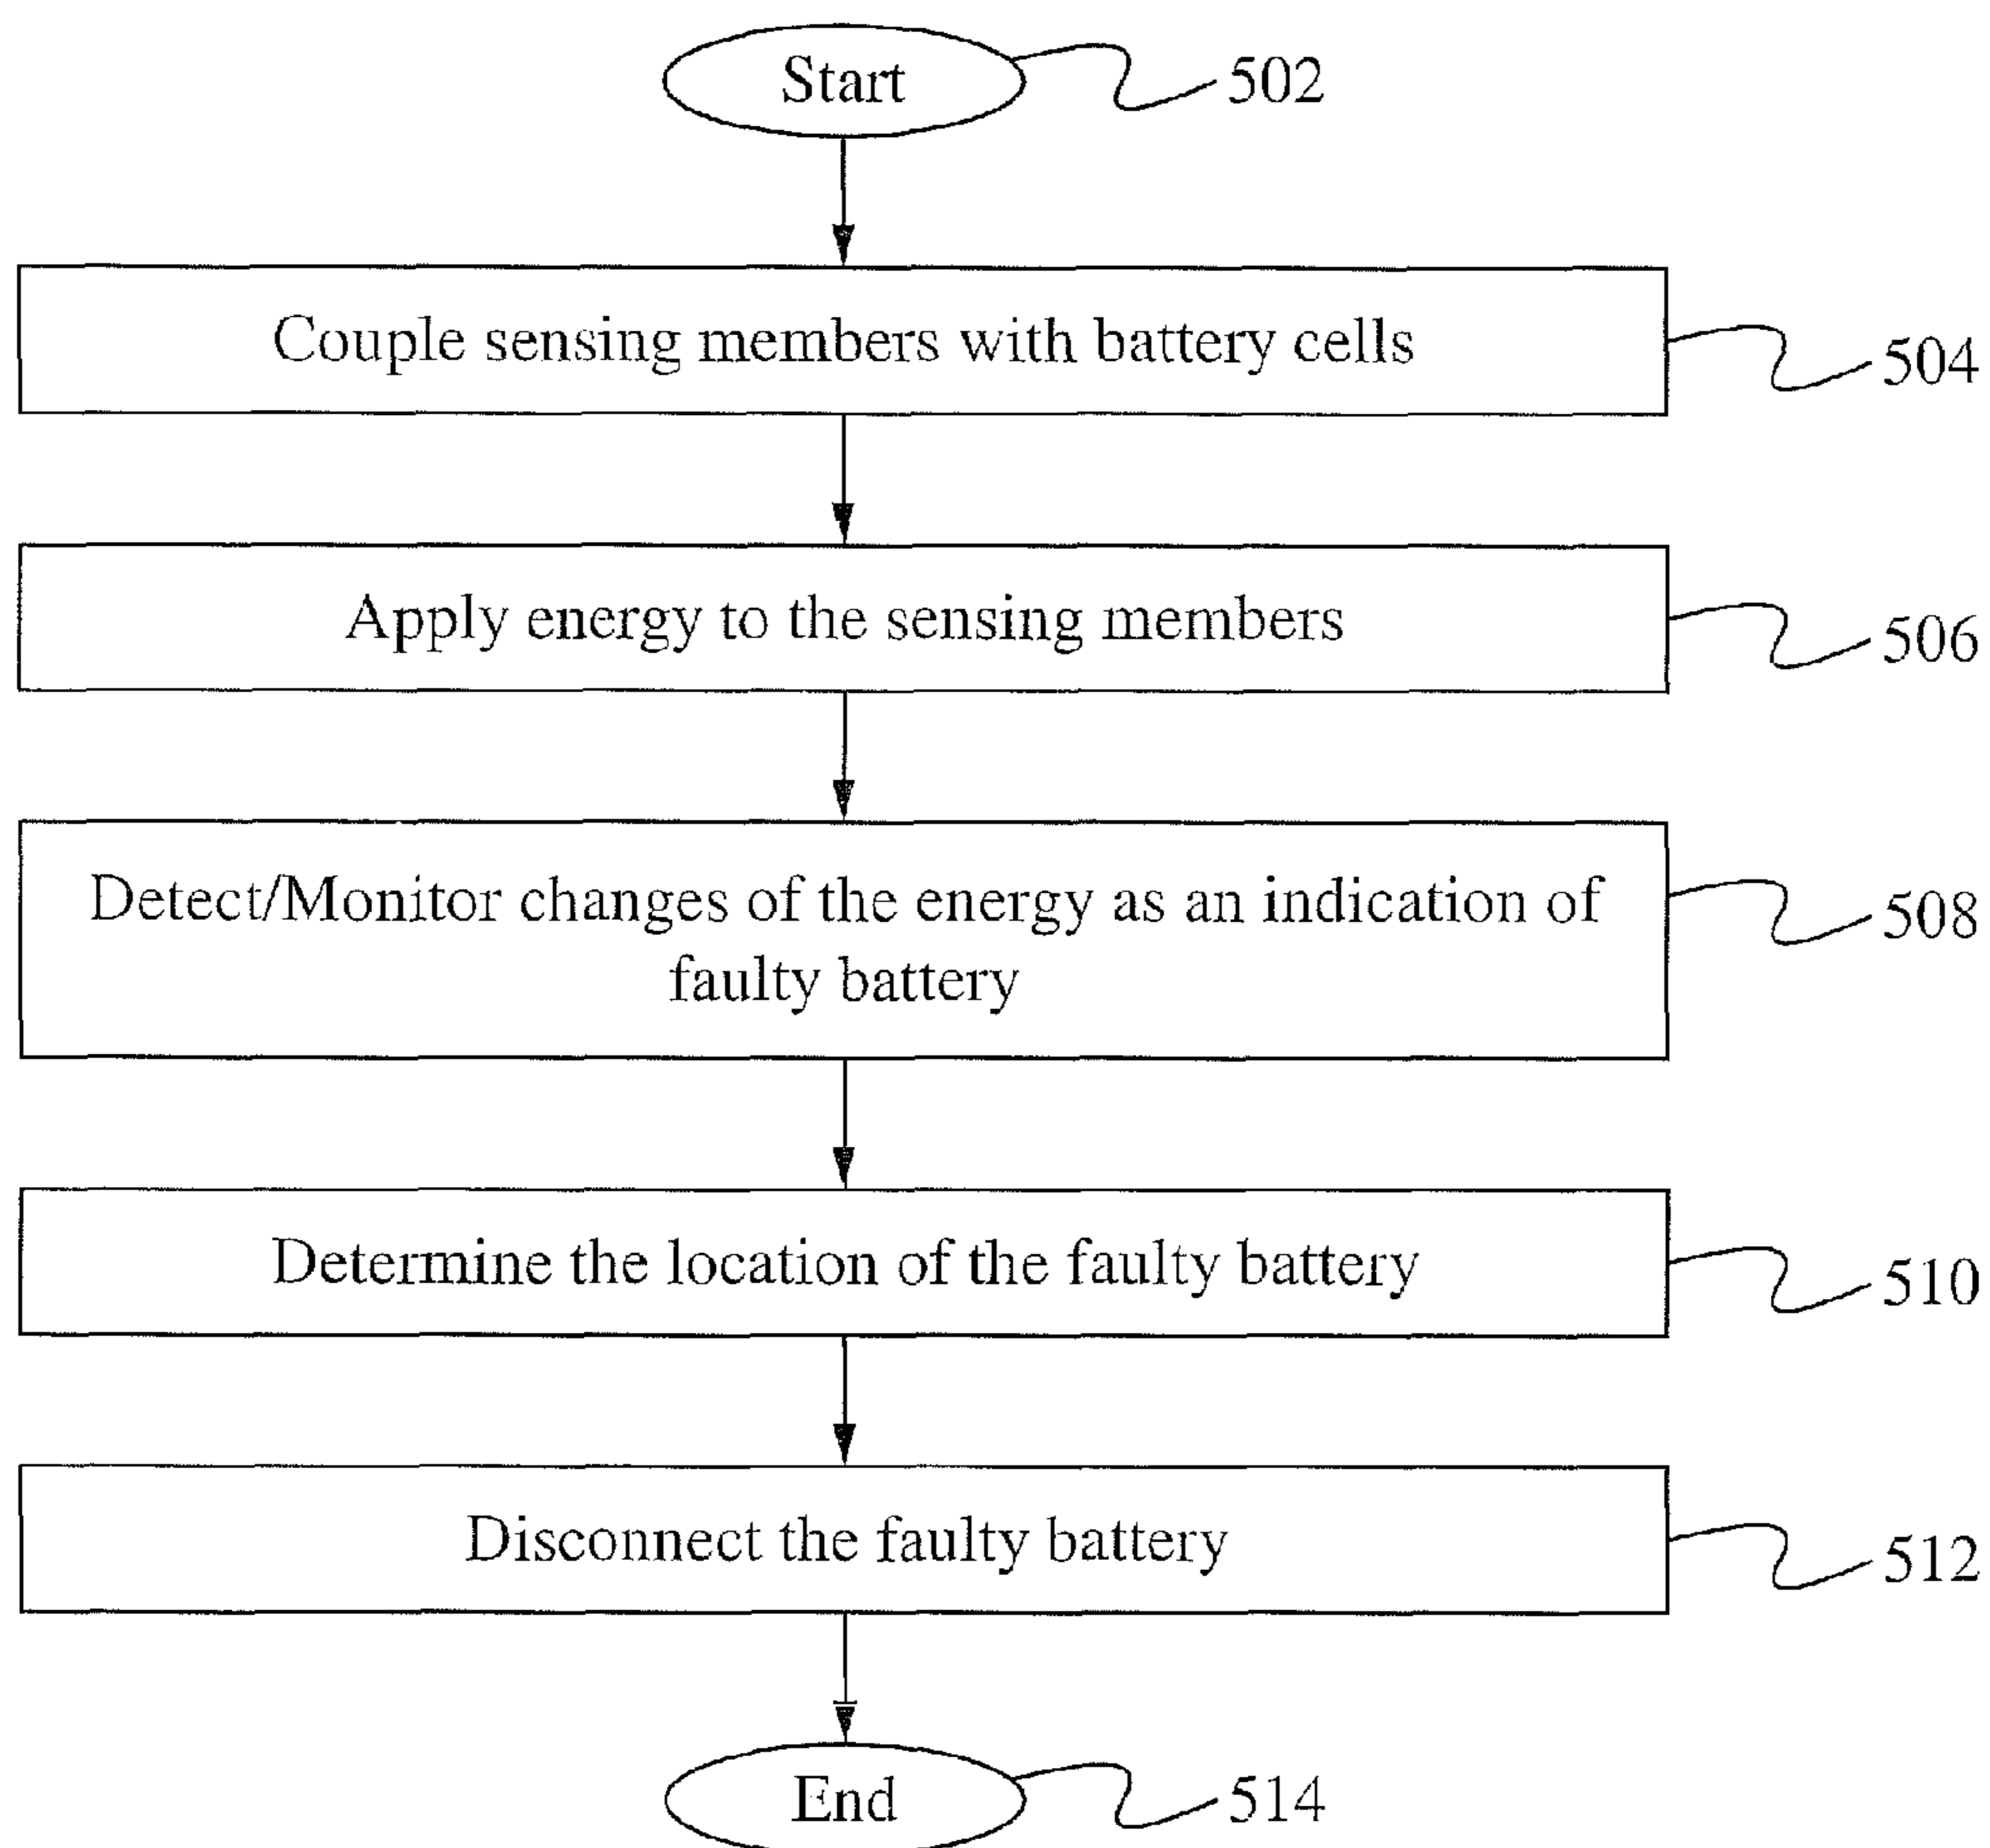 Start
502
Couple sensing members with battery cells
504
Apply energy to the sensing members
506
Detect/Monitor changes of the energy as an indication of
faulty battery
508
Determine the location of the faulty battery
510
Disconnect the faulty battery
512
End
514